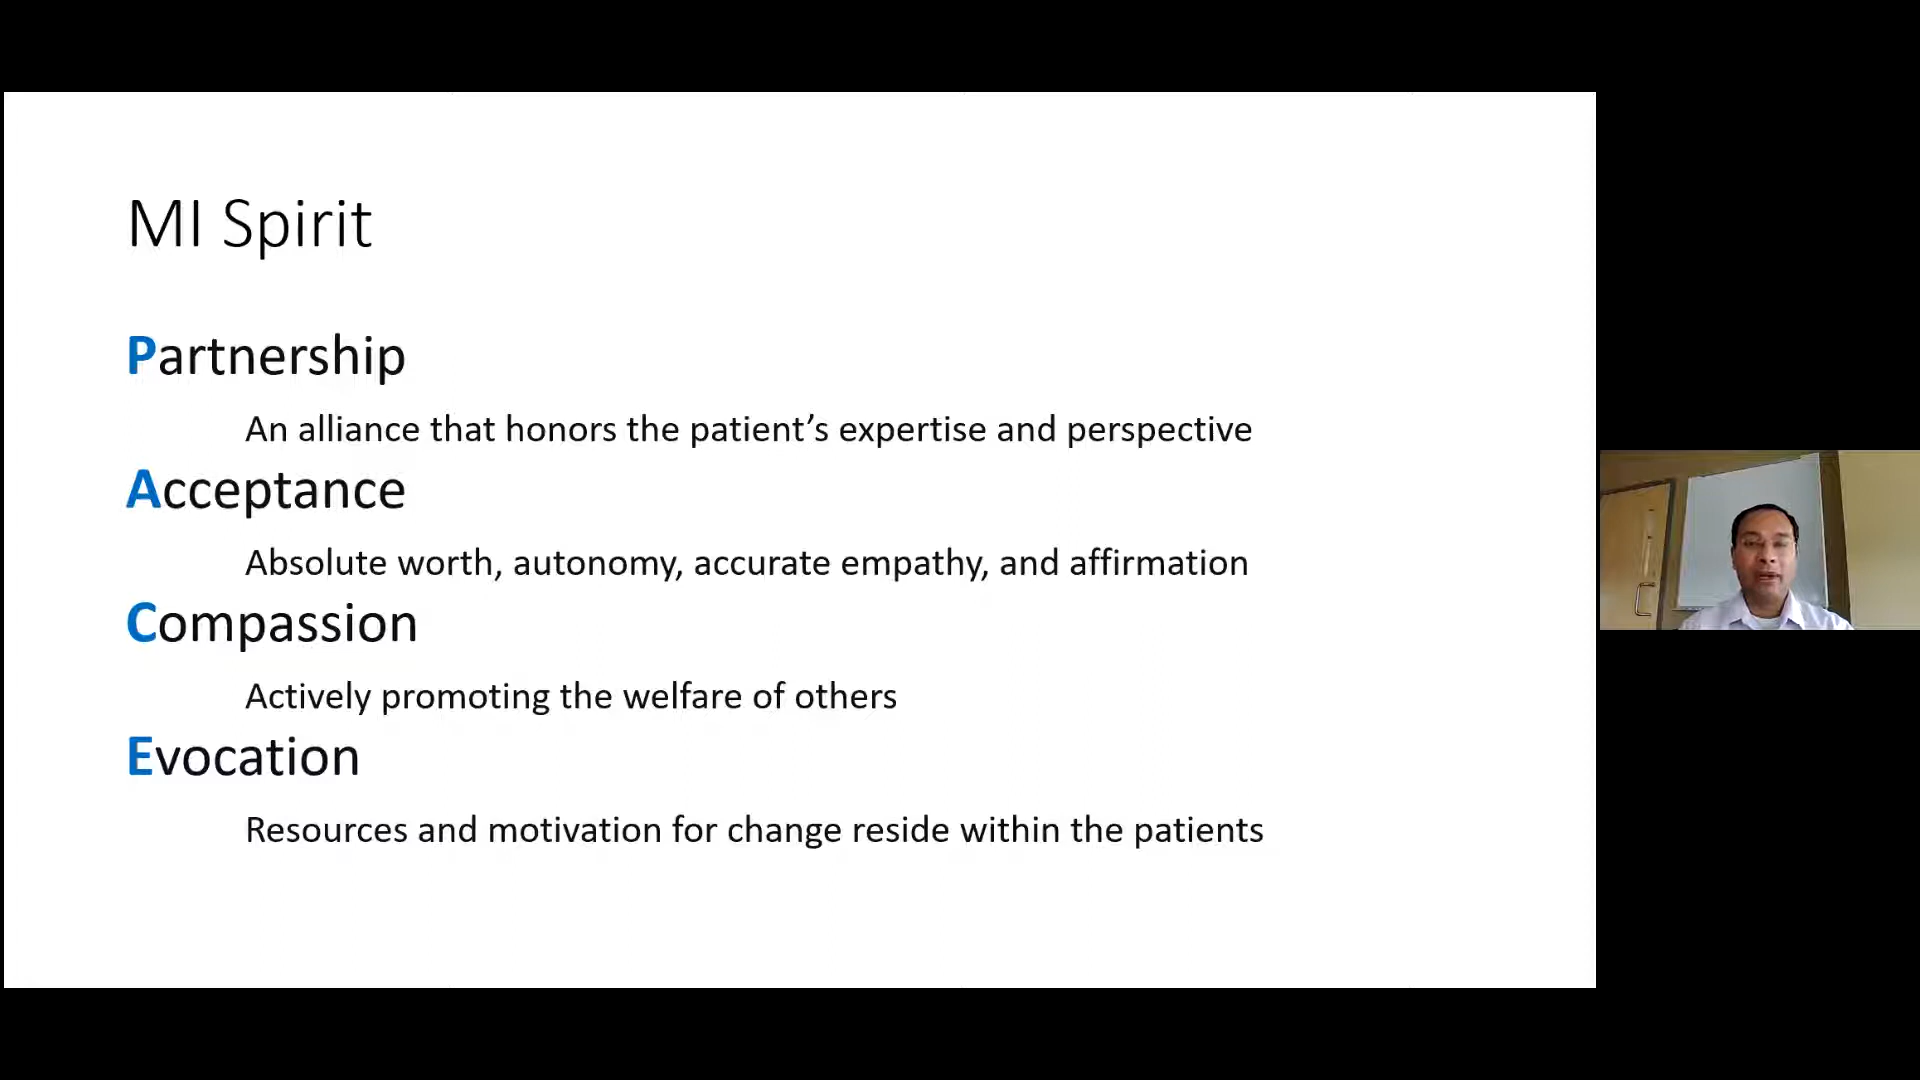 MI Spirit
Partnership
An alliance that honors the patient’s expertise and perspective
Acceptance
Absolute worth, autonomy, accurate empathy, and affirmation
Compassion
Actively promoting the welfare of others
Evocation
Resources and motivation for change reside within the patients